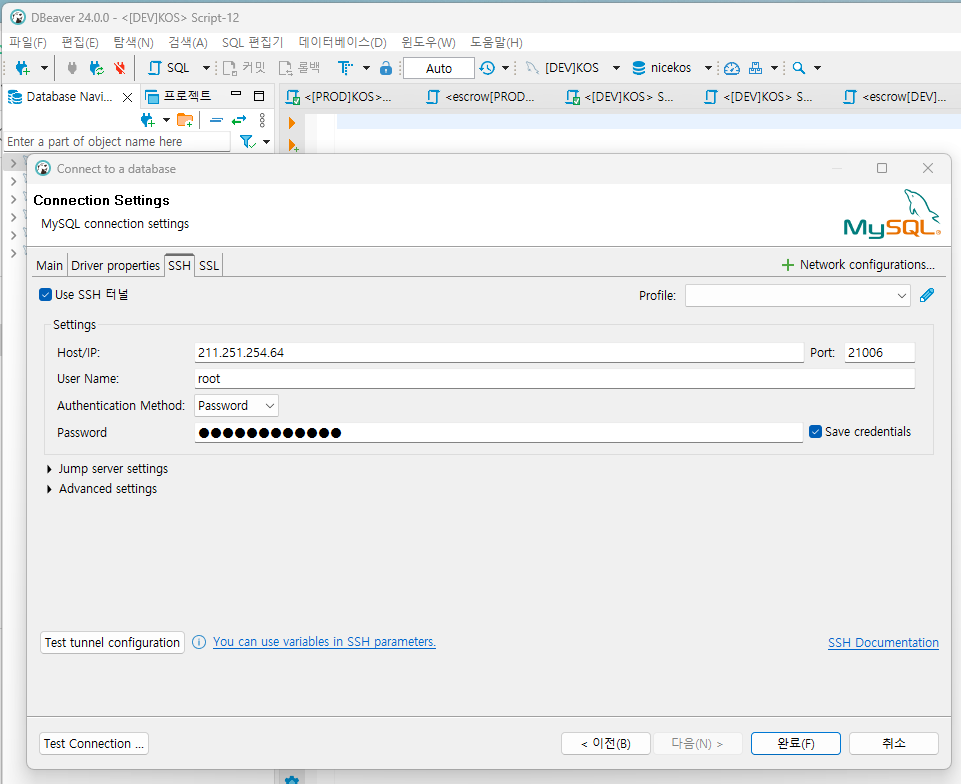 DBeaver 24.0.0 - <[DEV]KOS> Script-12
파일(F) 편집(E) 탐색(N) 검색(A) SQL 편집기 데이터베이스(D) 윈도우(W) 도움말(H)
SQL 커밋 롤백 Auto [DEV]KOS nicekos
Database Navi... 프로젝트 <[PROD]KOS>... <escrow[PROD... <[DEV]KOS> S... <[DEV]KOS> S... <escrow[DEV]...
Enter a part of object name here
Connect to a database
Connection Settings
MySQL connection settings
MySQL®
Main Driver properties SSH SSL Network configurations...
Use SSH 터널 Profile:
Settings
Host/IP: 211.251.254.64 Port: 21006
User Name: root
Authentication Method: Password
Password ●●●●●●●●●●●● Save credentials
Jump server settings
Advanced settings
Test tunnel configuration You can use variables in SSH parameters. SSH Documentation
Test Connection ... < 이전(B) 다음(N) > 완료(F) 취소